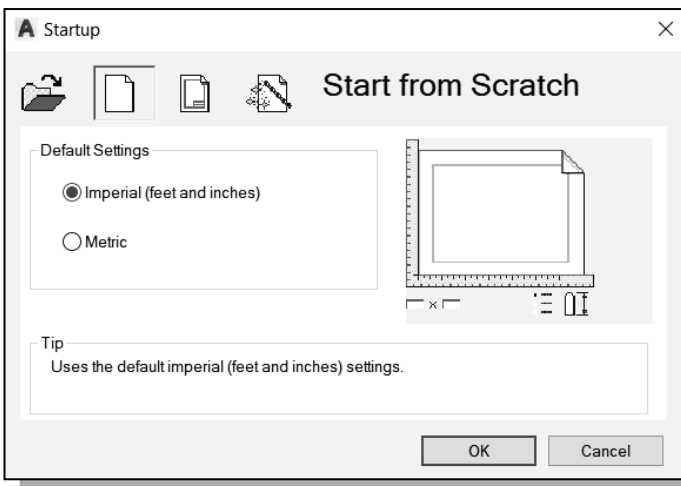 Startup
Start from Scratch
Default Settings
Imperial (feet and inches)
Metric
Tip
Uses the default imperial (feet and inches) settings.
OK
Cancel